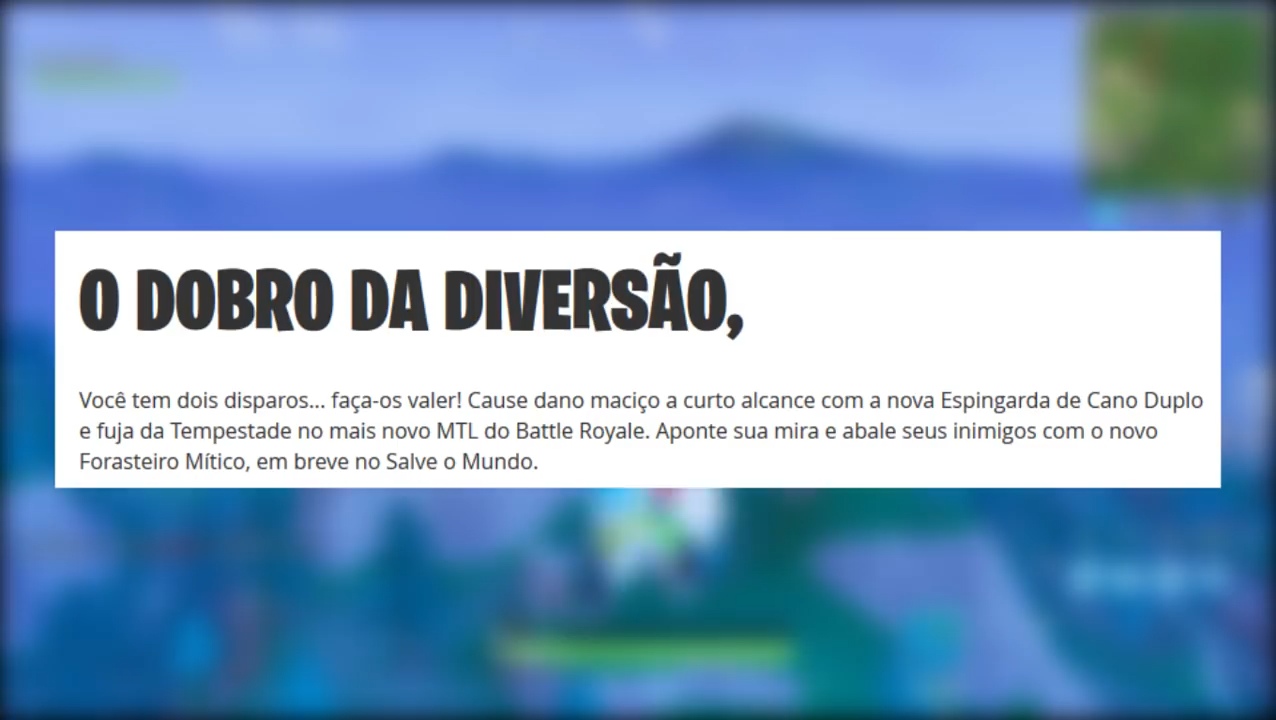 O DOBRO DA DIVERSÃO,
Você tem dois disparos... faça-os valer! Cause dano maciço a curto alcance com a nova Espingarda de Cano Duplo
e fuja da Tempestade no mais novo MTL do Battle Royale. Aponte sua mira e abale seus inimigos com o novo
Forasteiro Mítico, em breve no Salve o Mundo.